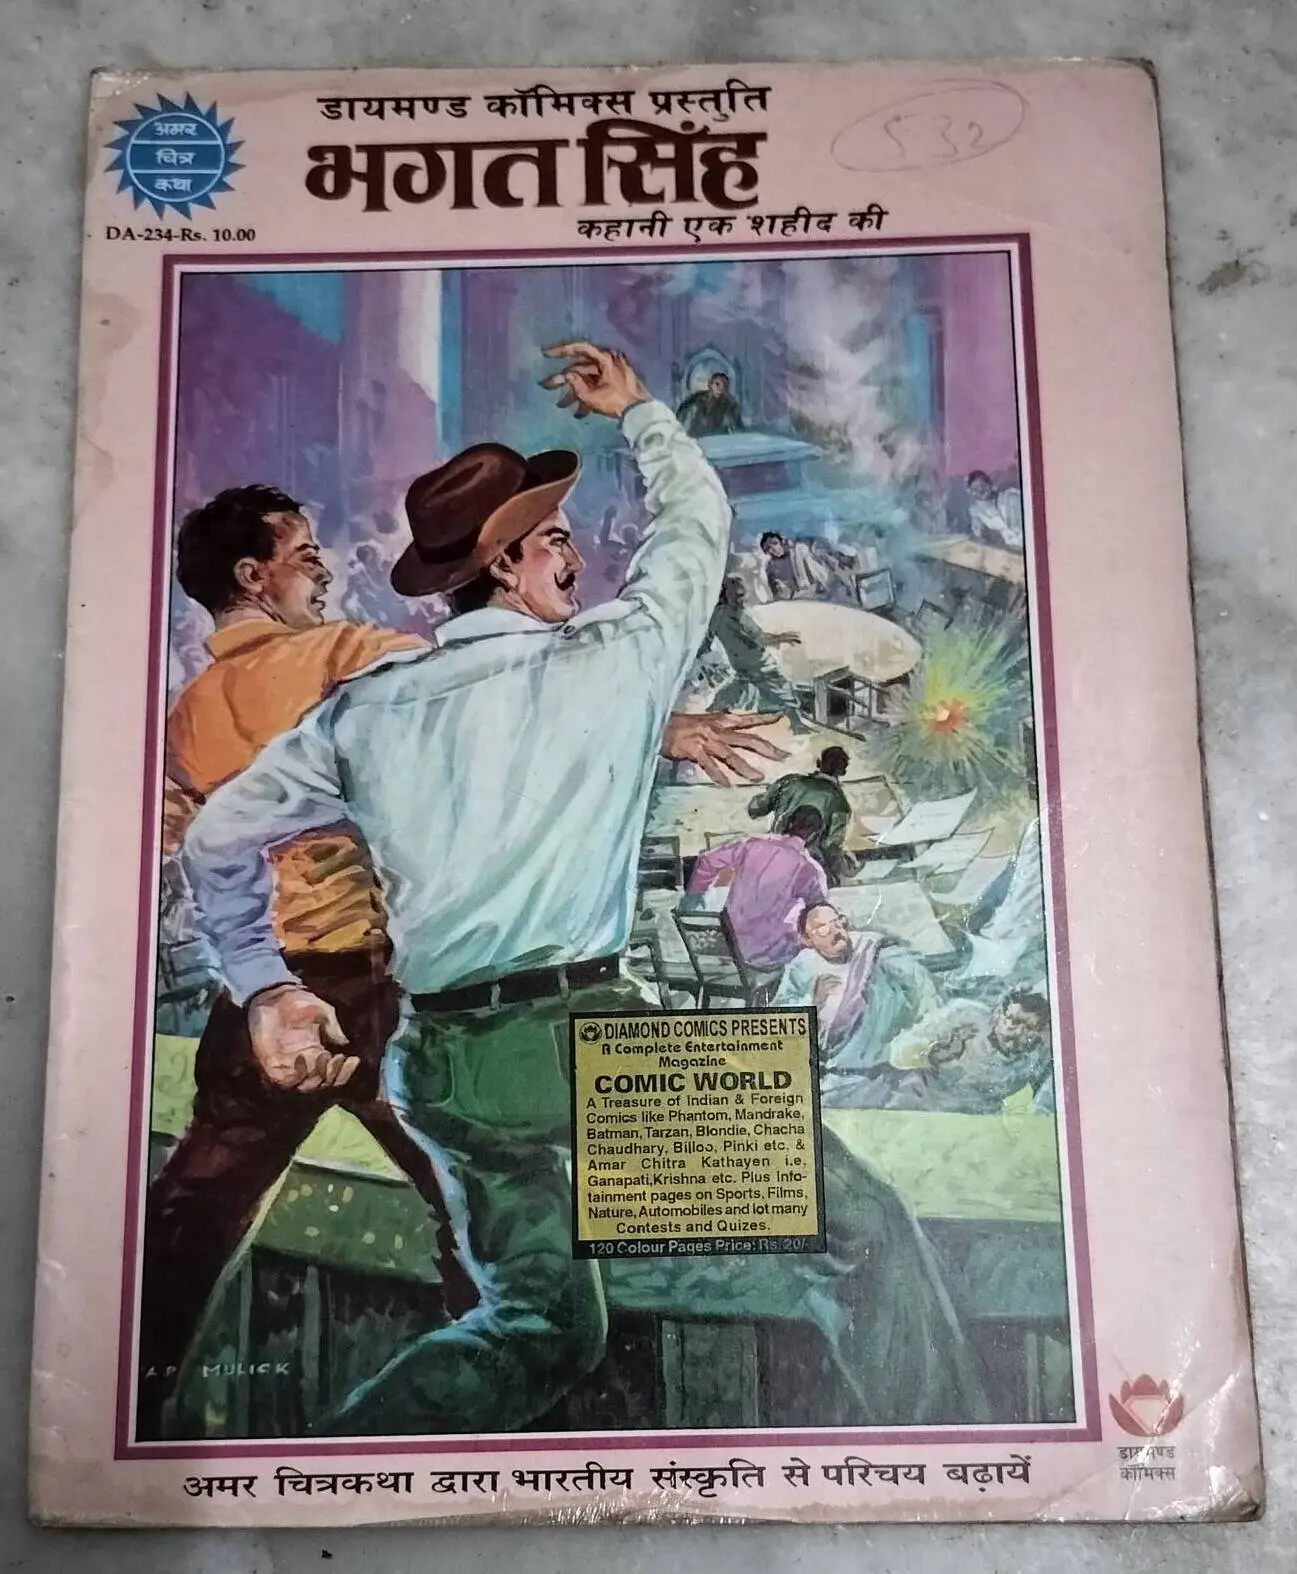 डायमण्ड कॉमिक्स प्रस्तुति
अमर
चित्र
कथा
भगत सिंह
कहानी एक शहीद की
DA-234-Rs. 10.00
532
DIAMOND COMICS PRESENTS
A Complete Entertainment
Magazine
COMIC WORLD
A Treasure of Indian & Foreign
Comics like Phantom, Mandrake,
Batman, Tarzan, Blondie, Chacha
Chaudhary, Billoo, Pinki etc. &
Amar Chitra Kathayen i.e,
Ganapati,Krishna etc. Plus Info-
tainment pages on Sports, Films,
Nature, Automobiles and lot many
Contests and Quizes.
120 Colour Pages Price: Rs.20/-
A P MULICK
डायमण्ड
कॉमिक्स
अमर चित्रकथा द्वारा भारतीय संस्कृति से परिचय बढ़ायें